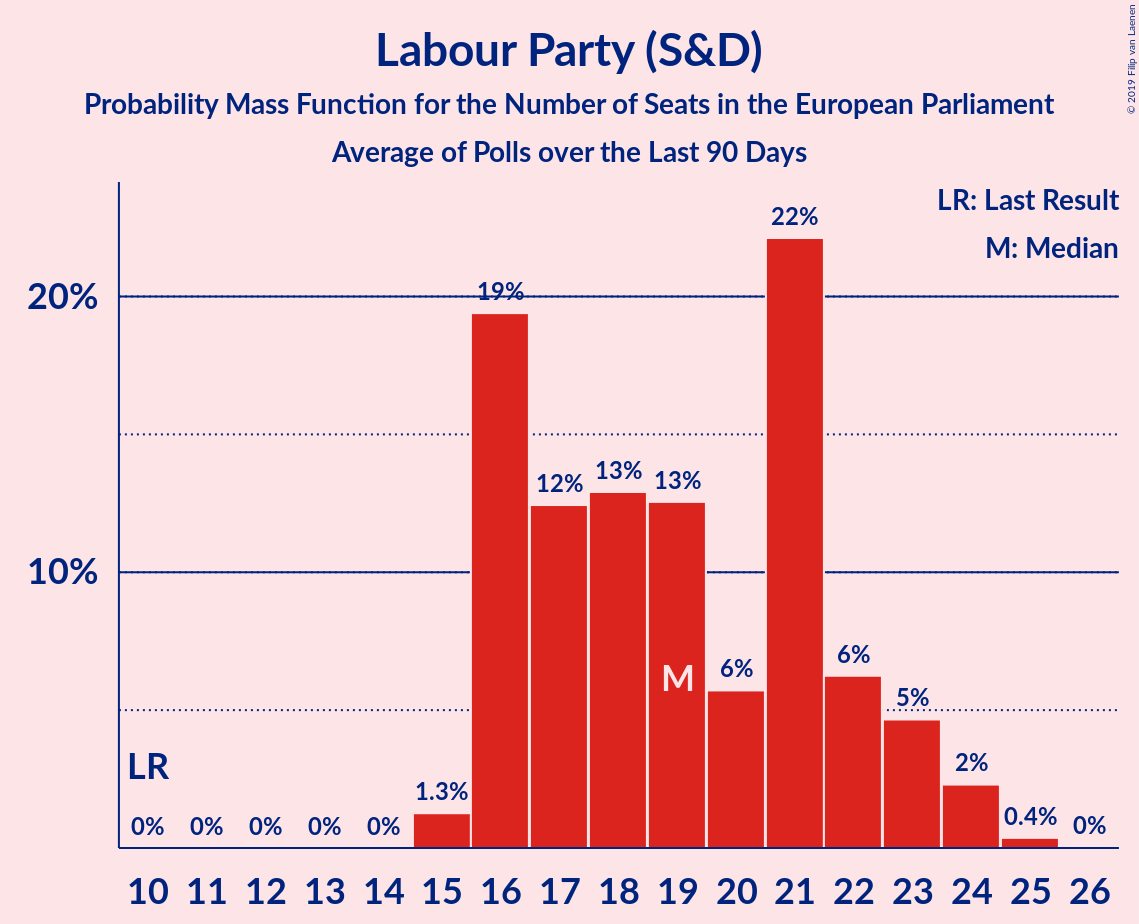 Labour Party (S&D)
Probability Mass Function for the Number of Seats in the European Parliament
Average of Polls over the Last 90 Days
© 2019 Filip van Laenen
LR: Last Result
M: Median
22%
20%
19%
12%
13%
13%
10%
M
6%
6%
5%
LR
2%
1.3%
0.4%
0%
0%
0%
0%
0%
0%
10 11 12 13 14 15 16 17 18 19 20 21 22 23 24 25 26